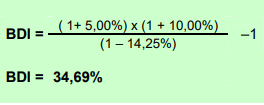 BDI = ( 1+ 5,00%) x (1 + 10,00%) –1
(1 – 14,25%)
BDI = 34,69%